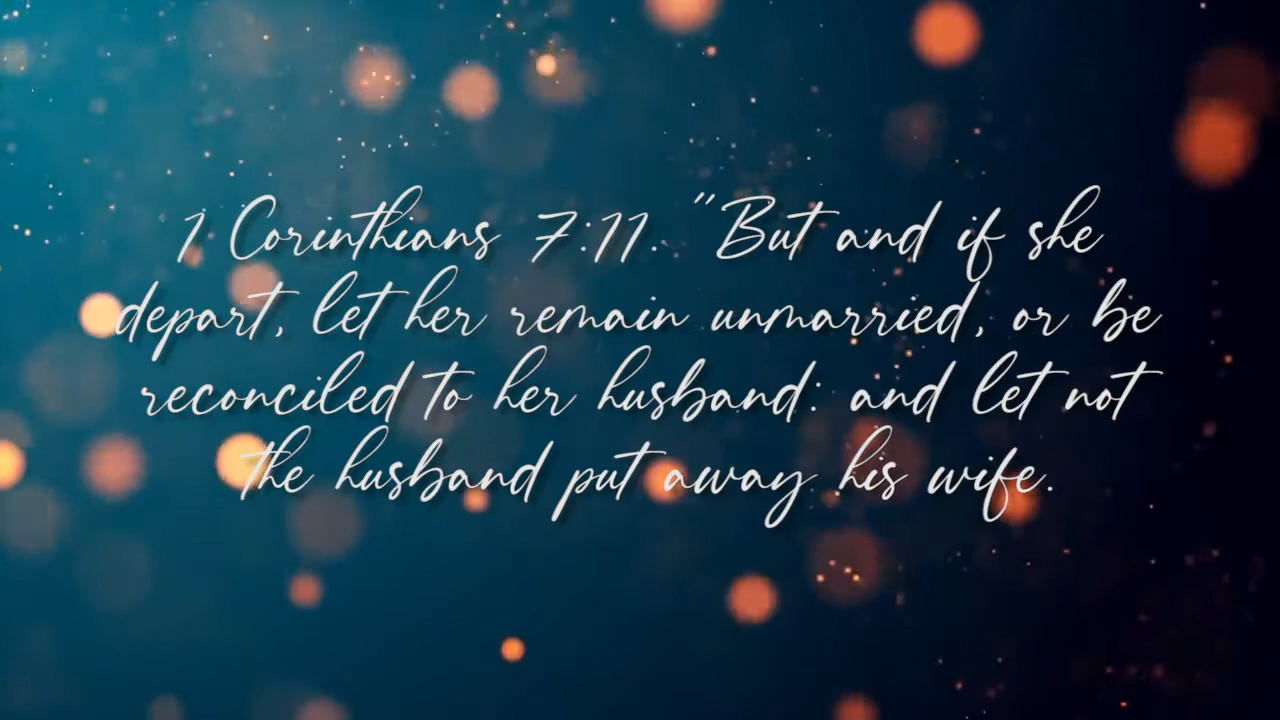 1 Corinthians 7:11. "But and if she
depart, let her remain unmarried, or be
reconciled to her husband: and let not
the husband put away his wife.